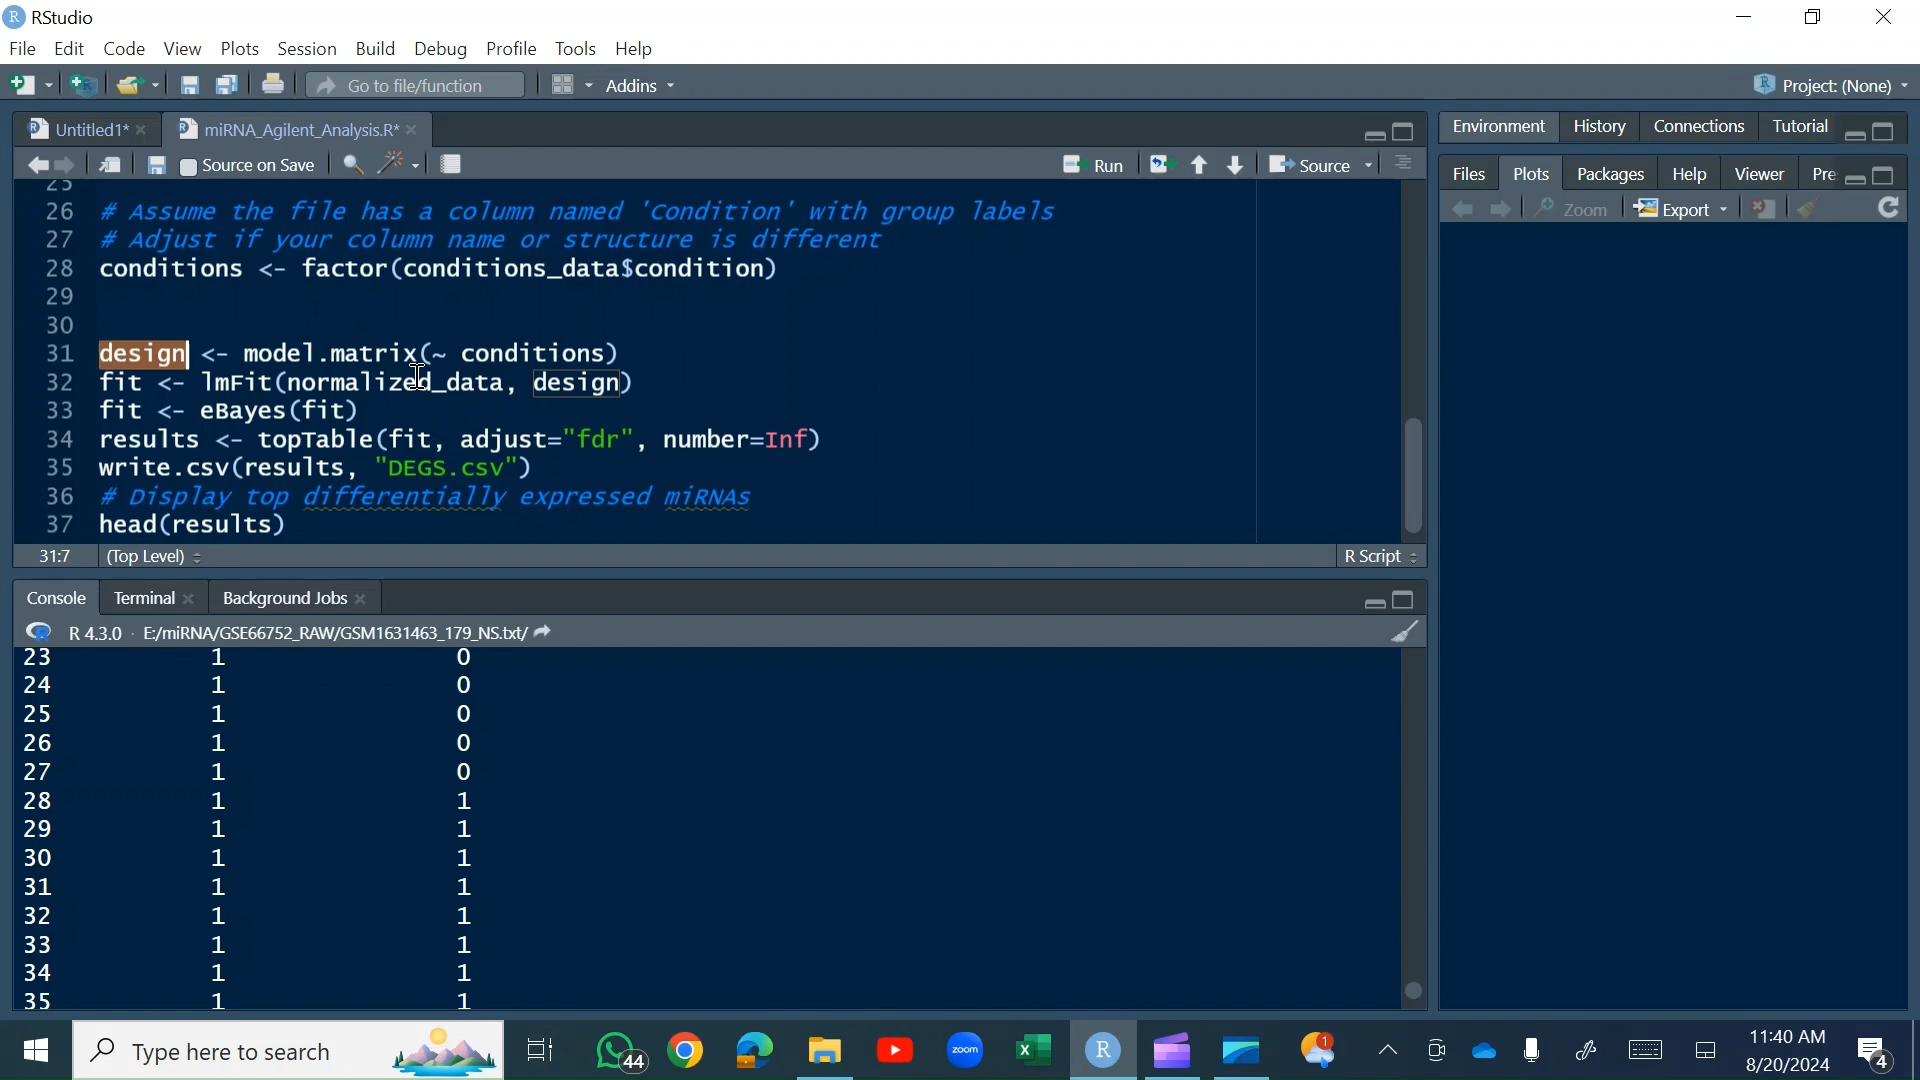 RStudio
File Edit Code View Plots Session Build Debug Profile Tools Help
Go to file/function Addins Project: (None)
Untitled1* miRNA_Agilent_Analysis.R*
Environment History Connections Tutorial
Source on Save Run Source
Files Plots Packages Help Viewer Pre
Zoom Export
25
26 # Assume the file has a column named 'Condition' with group labels
27 # Adjust if your column name or structure is different
28 conditions <- factor(conditions_data$condition)
29
30
31 design <- model.matrix(~ conditions)
32 fit <- lmFit(normalized_data, design)
33 fit <- eBayes(fit)
34 results <- topTable(fit, adjust="fdr", number=Inf)
35 write.csv(results, "DEGS.csv")
36 # Display top differentially expressed miRNAs
37 head(results)
31:7 (Top Level) R Script
Console Terminal Background Jobs
R 4.3.0 · E:/miRNA/GSE66752_RAW/GSM1631463_179_NS.txt/
23 1 0
24 1 0
25 1 0
26 1 0
27 1 0
28 1 1
29 1 1
30 1 1
31 1 1
32 1 1
33 1 1
34 1 1
35 1 1
Type here to search 44 zoom 1 11:40 AM
8/20/2024 4